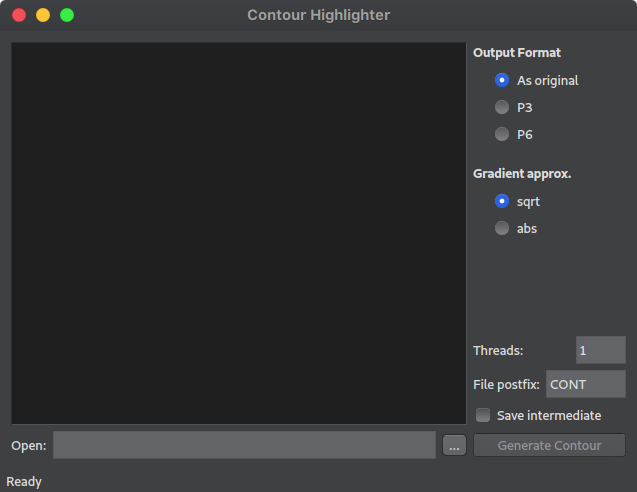 Contour Highlighter
Output Format
As original
P3
P6
Gradient approx.
sqrt
abs
Threads: 1
File postfix: CONT
Save intermediate
Open: ... Generate Contour
Ready